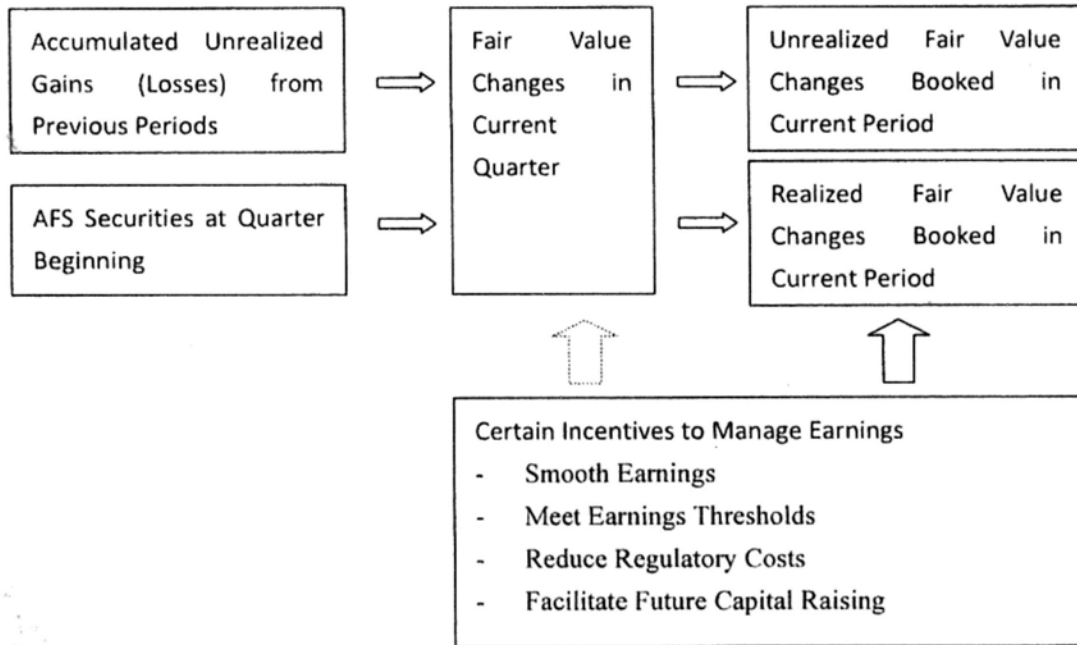 Accumulated Unrealized
Gains (Losses) from
Previous Periods
AFS Securities at Quarter
Beginning
Fair Value
Changes in
Current
Quarter
Unrealized Fair Value
Changes Booked in
Current Period
Realized Fair Value
Changes Booked in
Current Period
Certain Incentives to Manage Earnings
- Smooth Earnings
- Meet Earnings Thresholds
- Reduce Regulatory Costs
- Facilitate Future Capital Raising